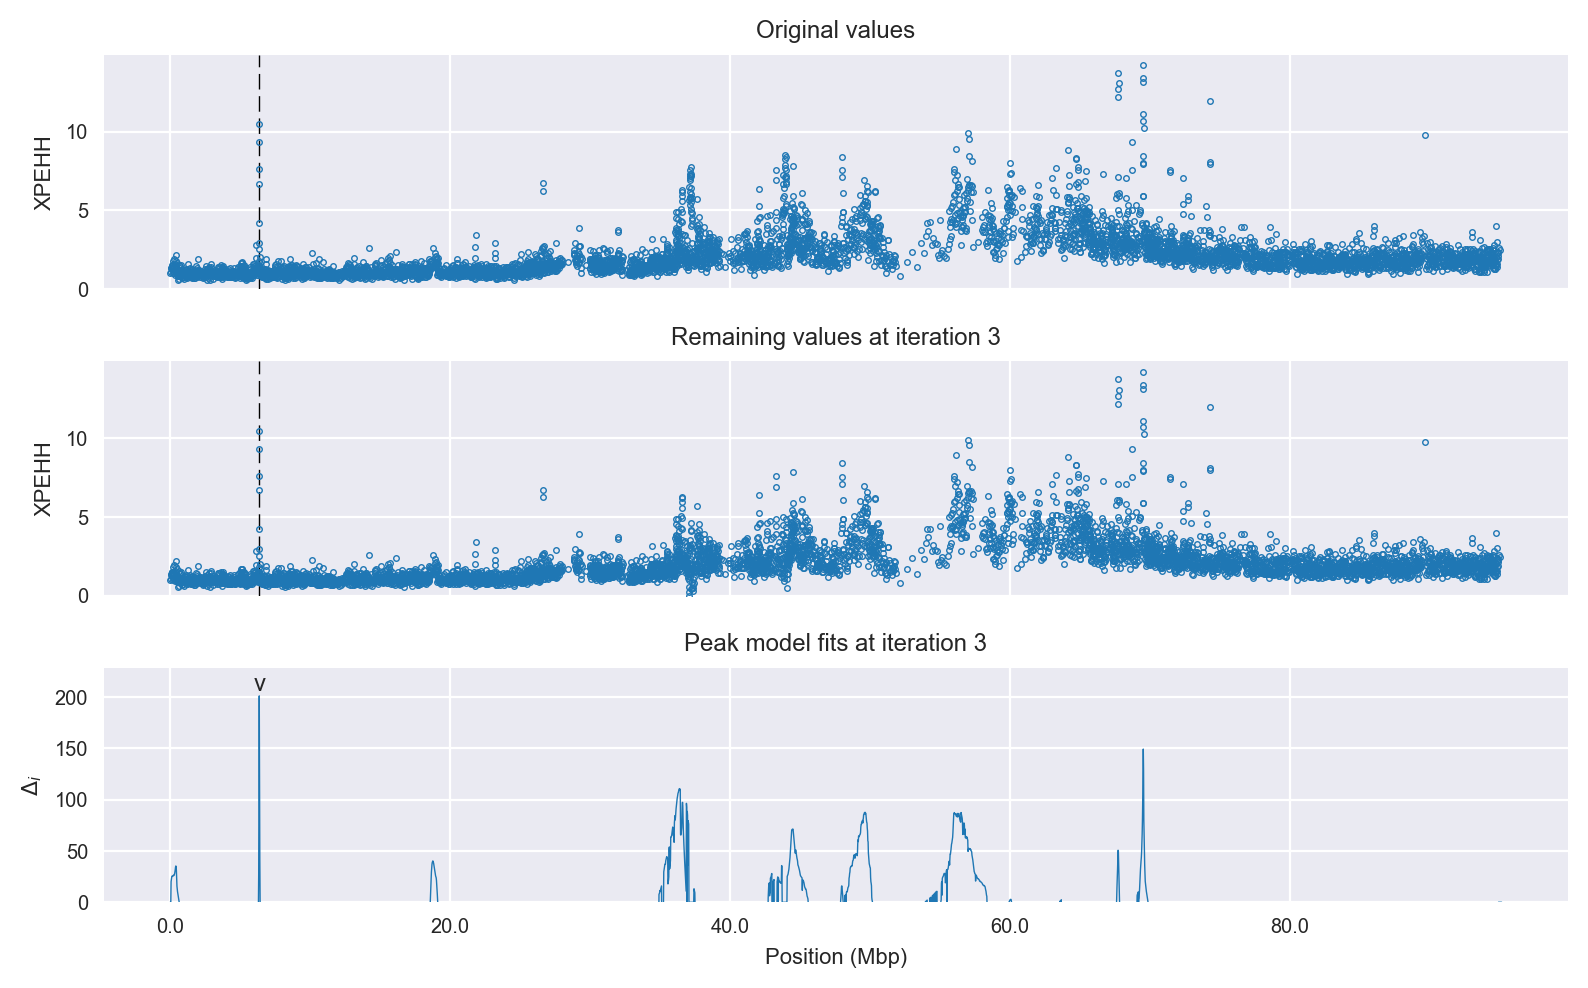 Original values
XPEHH
10
5
0
Remaining values at iteration 3
XPEHH
10
5
0
Peak model fits at iteration 3
v
Δi
200
150
100
50
0
0.0 20.0 40.0 60.0 80.0
Position (Mbp)